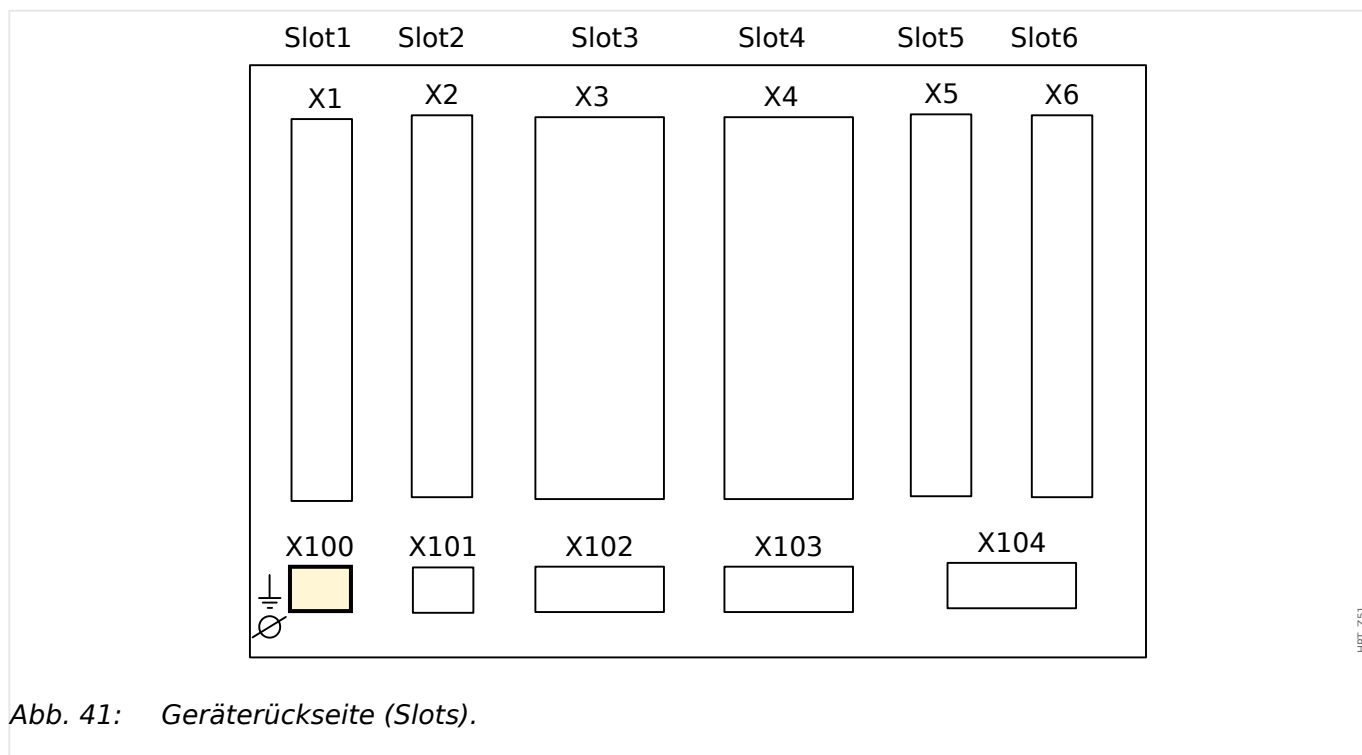 Slot1 Slot2 Slot3 Slot4 Slot5 Slot6
X1 X2 X3 X4 X5 X6
X100 X101 X102 X103 X104
Abb. 41: Geräterückseite (Slots).